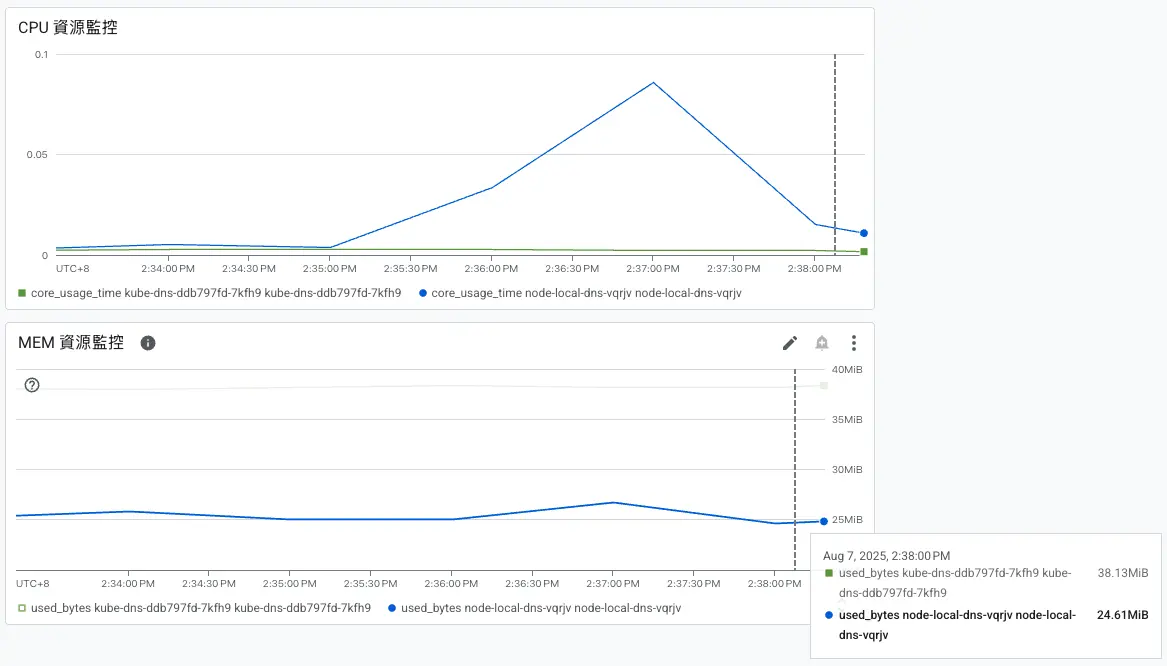 CPU 資源監控
0.1
0.05
0
UTC+8 2:34:00 PM 2:34:30 PM 2:35:00 PM 2:35:30 PM 2:36:00 PM 2:36:30 PM 2:37:00 PM 2:37:30 PM 2:38:00 PM
core_usage_time kube-dns-ddb797fd-7kfh9 kube-dns-ddb797fd-7kfh9 core_usage_time node-local-dns-vqrjv node-local-dns-vqrjv
MEM 資源監控
40MiB
35MiB
30MiB
25MiB
UTC+8 2:34:00 PM 2:34:30 PM 2:35:00 PM 2:35:30 PM 2:36:00 PM 2:36:30 PM 2:37:00 PM 2:37:30 PM 2:38:00 PM
used_bytes kube-dns-ddb797fd-7kfh9 kube-dns-ddb797fd-7kfh9 used_bytes node-local-dns-vqrjv node-local-dns-vqrjv
Aug 7, 2025, 2:38:00 PM
used_bytes kube-dns-ddb797fd-7kfh9 kube- 38.13MiB
dns-ddb797fd-7kfh9
used_bytes node-local-dns-vqrjv node-local- 24.61MiB
dns-vqrjv